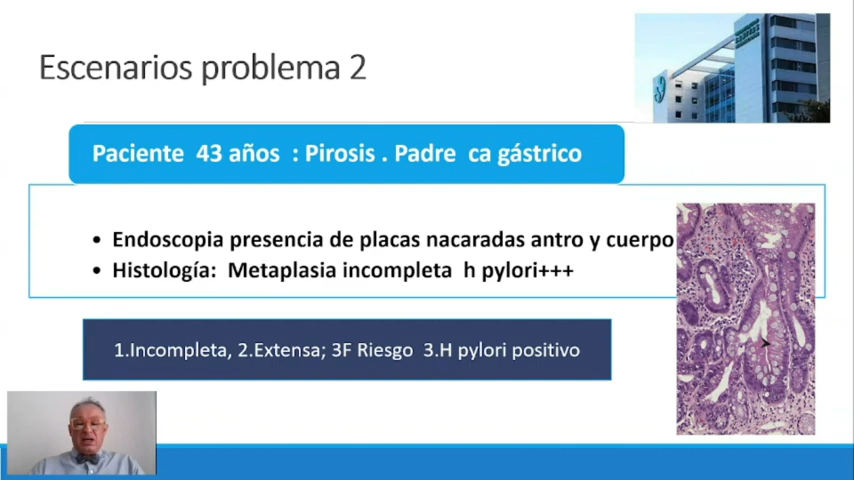 Escenarios problema 2
Paciente 43 años : Pirosis . Padre ca gástrico
• Endoscopia presencia de placas nacaradas antro y cuerpo
• Histología: Metaplasia incompleta h pylori+++
1.Incompleta, 2.Extensa; 3F Riesgo 3.H pylori positivo